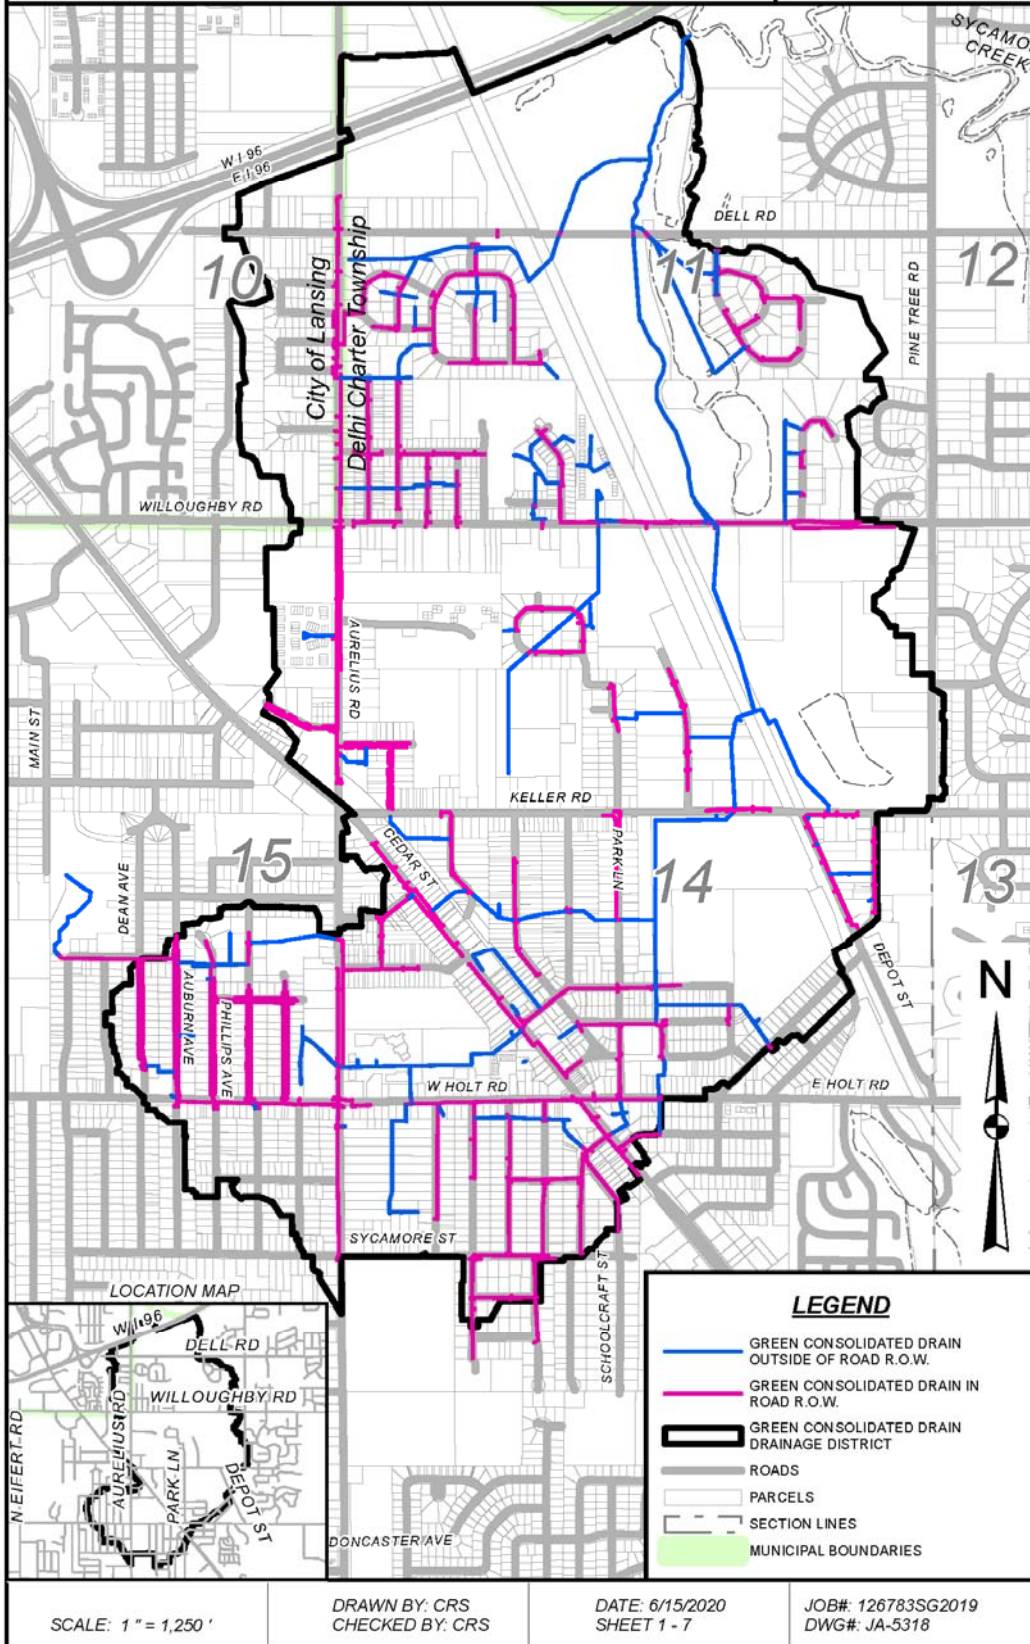 SYCAMO
CREEK
W I 96
E I 96
DELL RD
10
11
12
City of Lansing
Delhi Charter Township
PINE TREE RD
WILLOUGHBY RD
AURELIUS RD
MAIN ST
KELLER RD
CEDAR ST
PARK LN
15
14
13
DEAN AVE
DEPOT ST
N
AUBURN AVE
PHILLIPS AVE
W HOLT RD
E HOLT RD
SYCAMORE ST
SCHOOLCRAFT ST
DONCASTER AVE
LOCATION MAP
W I 96
DELL RD
WILLOUGHBY RD
N EIFERT RD
AURELIUS RD
PARK LN
DEPOT ST
LEGEND
GREEN CONSOLIDATED DRAIN
OUTSIDE OF ROAD R.O.W.
GREEN CONSOLIDATED DRAIN IN
ROAD R.O.W.
GREEN CONSOLIDATED DRAIN
DRAINAGE DISTRICT
ROADS
PARCELS
SECTION LINES
MUNICIPAL BOUNDARIES
SCALE: 1 " = 1,250 '
DRAWN BY: CRS
CHECKED BY: CRS
DATE: 6/15/2020
SHEET 1 - 7
JOB#: 126783SG2019
DWG#: JA-5318